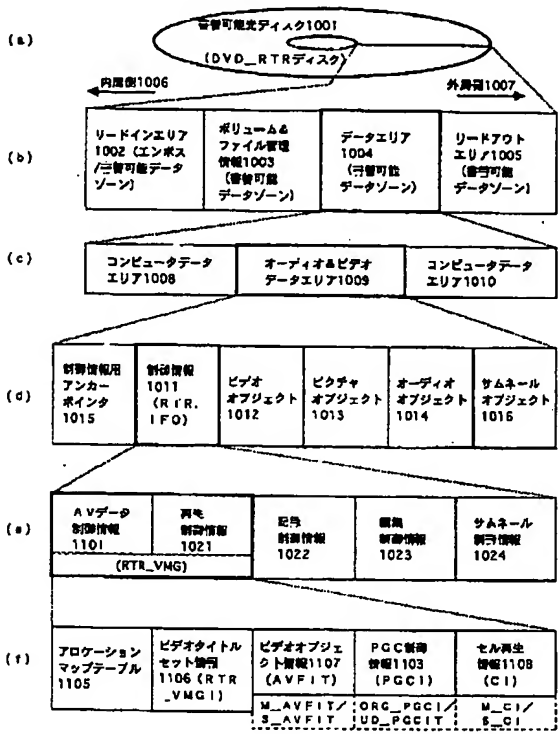 (a)
書替可能光ディスク1001
(DVD_RTRディスク)
内周側1006
外周側1007
(b)
リードインエリア
1002(エンボス
/書替可能データ
ゾーン)
ボリューム&
ファイル管理
情報1003
(書替可能
データゾーン)
データエリア
1004
(書替可能
データゾーン)
リードアウト
エリア1005
(書替可能
データゾーン)
(c)
コンピュータデータ
エリア1008
オーディオ&ビデオ
データエリア1009
コンピュータデータ
エリア1010
(d)
制御情報用
アンカー
ポインタ
1015
制御情報
1011
(RTR.
IFO)
ビデオ
オブジェクト
1012
ピクチャ
オブジェクト
1013
オーディオ
オブジェクト
1014
サムネール
オブジェクト
1016
(e)
AVデータ
制御情報
1101
再生
制御情報
1021
(RTR_VMG)
記録
制御情報
1022
編集
制御情報
1023
サムネール
制御情報
1024
(f)
アロケーション
マップテーブル
1105
ビデオタイトル
セット情報
1106(RTR
_VMGI)
ビデオオブジェ
クト情報1107
(AVFIT)
PGC制御
情報1103
(PGCI)
セル再生
情報1108
(CI)
M_AVFIT/
S_AVFIT
ORG_PGCI/
UD_PGCIT
M_CI/
S_CI